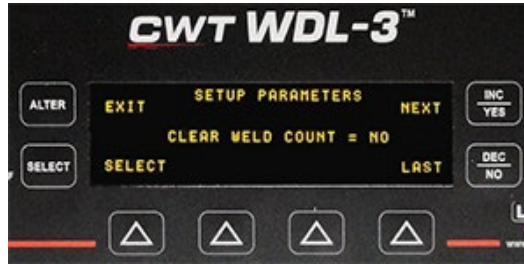 CWT WDL-3™
ALTER
EXIT
SETUP PARAMETERS
NEXT
INC
YES
CLEAR WELD COUNT = NO
SELECT
SELECT
LAST
DEC
NO
L
www